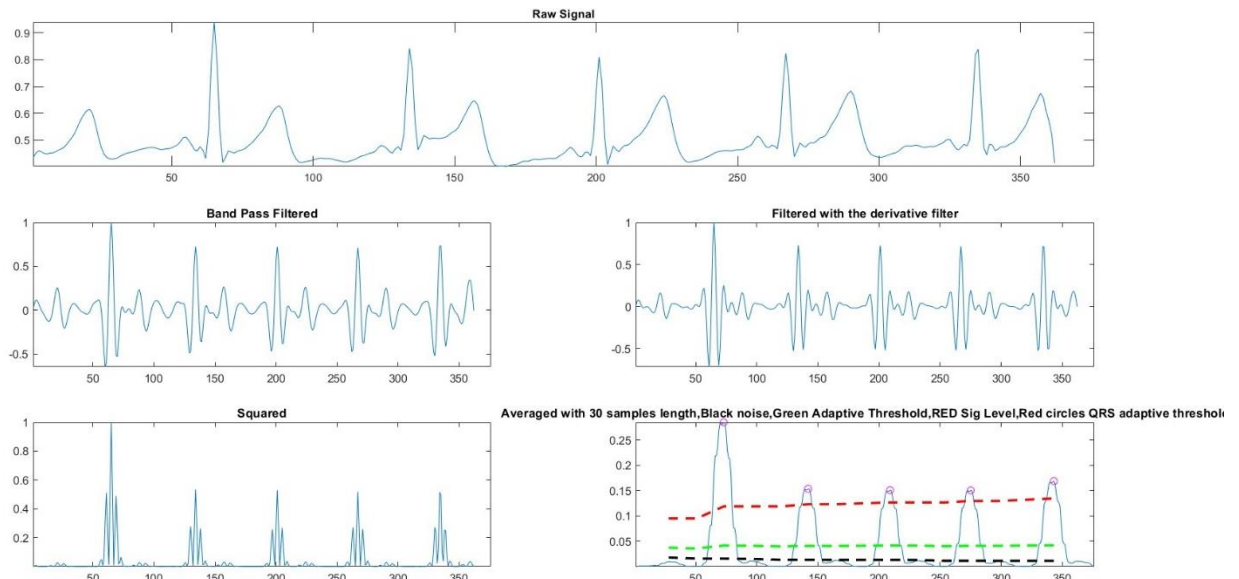 Raw Signal
0.9
0.8
0.7
0.6
0.5
50 100 150 200 250 300 350
Band Pass Filtered
1
0.5
0
-0.5
50 100 150 200 250 300 350
Filtered with the derivative filter
1
0.5
0
-0.5
50 100 150 200 250 300 350
Squared
1
0.8
0.6
0.4
0.2
50 100 150 200 250 300 350
Averaged with 30 samples length,Black noise,Green Adaptive Threshold,RED Sig Level,Red circles QRS adaptive threshold
0.25
0.2
0.15
0.1
0.05
50 100 150 200 250 300 350